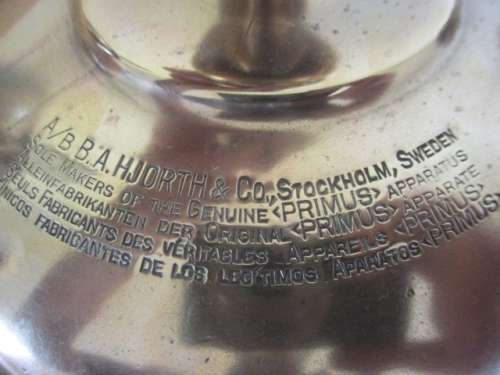 A/B B.A. HJORTH & Co., STOCKHOLM, SWEDEN
SOLE MAKERS OF THE GENUINE <PRIMUS> APPARATUS
ALLEINFABRIKANTEN DER ORIGINAL <PRIMUS> APPARATE
SEULS FABRICANTS DES VÉRITABLES APPAREILS <PRIMUS>
ÚNICOS FABRICANTES DE LOS LEGÍTIMOS APARATOS <PRIMUS>